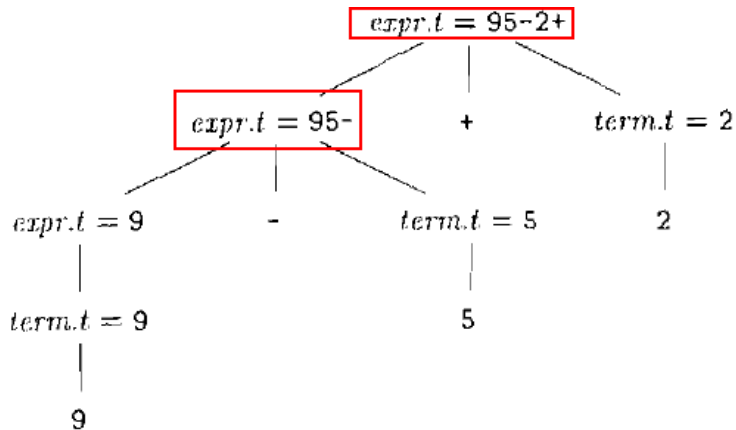 expr.t = 95-2+
expr.t = 95- + term.t = 2
expr.t = 9 - term.t = 5 2
term.t = 9 5
9